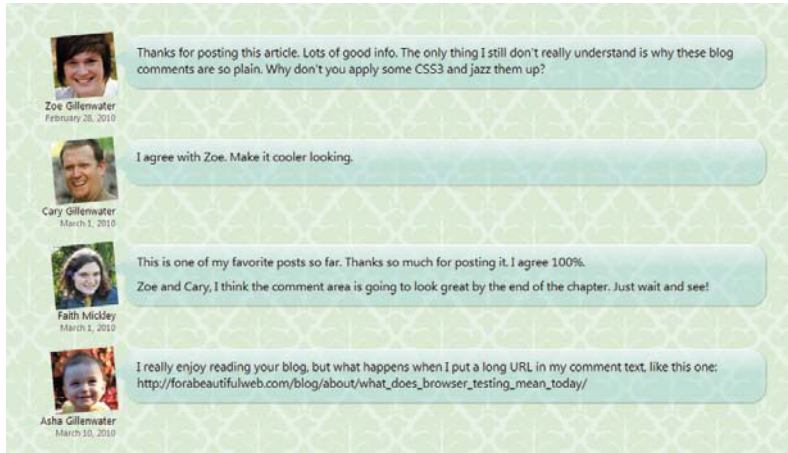 Thanks for posting this article. Lots of good info. The only thing I still don't really understand is why these blog
comments are so plain. Why don't you apply some CSS3 and jazz them up?
Zoe Gillenwater
February 28, 2010
I agree with Zoe. Make it cooler looking.
Cary Gillenwater
March 1, 2010
This is one of my favorite posts so far. Thanks so much for posting it. I agree 100%.
Zoe and Cary, I think the comment area is going to look great by the end of the chapter. Just wait and see!
Faith Mickley
March 1, 2010
I really enjoy reading your blog, but what happens when I put a long URL in my comment text, like this one:
http://forabeautifulweb.com/blog/about/what_does_browser_testing_mean_today/
Asha Gillenwater
March 10, 2010